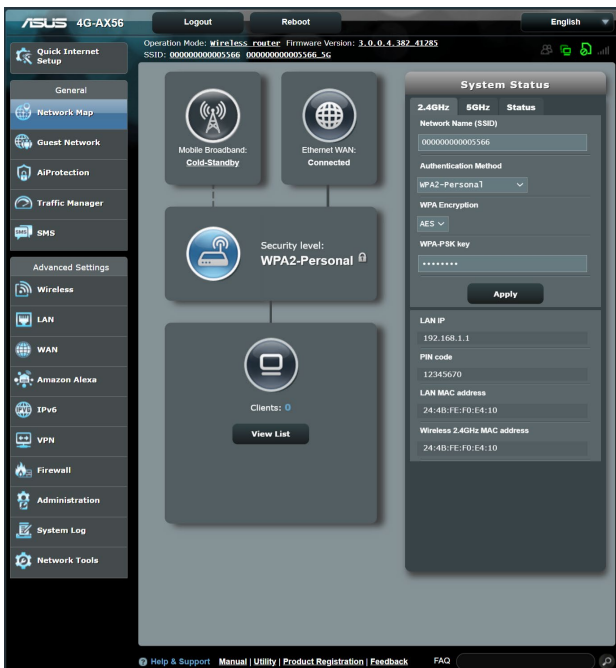 ASUS 4G-AX56
Logout
Reboot
English
Operation Mode: Wireless router Firmware Version: 3.0.0.4.382_41285
SSID: 000000000005566 000000000005566_5G
Quick Internet
Setup
General
Network Map
Guest Network
AiProtection
Traffic Manager
SMS
SMS
Advanced Settings
Wireless
LAN
WAN
Amazon Alexa
IPV6
IPv6
VPN
Firewall
Administration
System Log
Network Tools
Mobile Broadband:
Cold-Standby
Ethernet WAN:
Connected
Security level:
WPA2-Personal
Clients: 0
View List
System Status
2.4GHz 5GHz Status
Network Name (SSID)
000000000005566
Authentication Method
WPA2-Personal
WPA Encryption
AES
WPA-PSK key
••••••••
Apply
LAN IP
192.168.1.1
PIN code
12345670
LAN MAC address
24:4B:FE:F0:E4:10
Wireless 2.4GHz MAC address
24:4B:FE:F0:E4:10
Help & Support Manual | Utility | Product Registration | Feedback FAQ